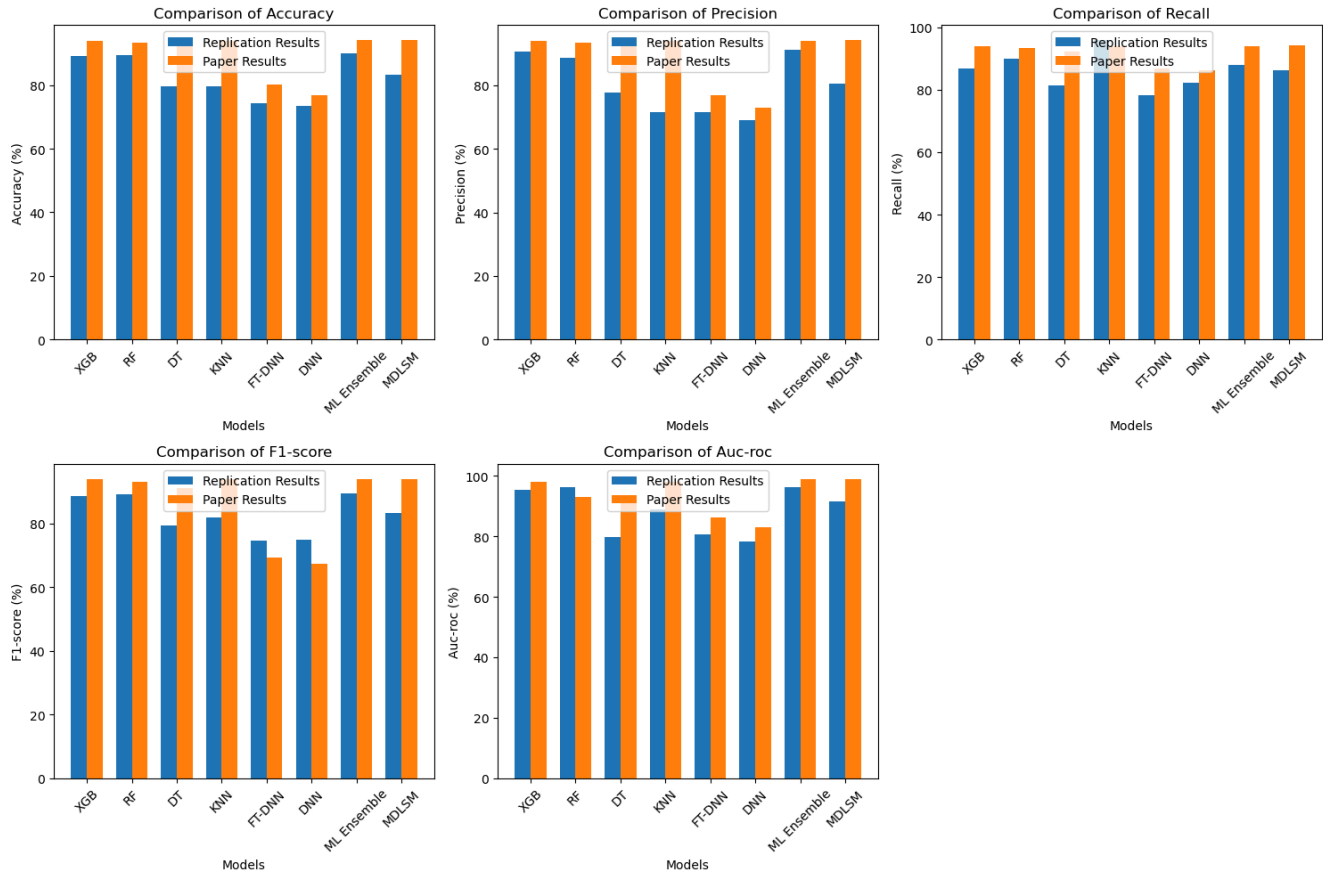 Comparison of Accuracy
Replication Results
Paper Results
Accuracy (%)
80
60
40
20
0
XGB
RF
DT
KNN
FT-DNN
DNN
ML Ensemble
MDLSM
Models
Comparison of Precision
Replication Results
Paper Results
Precision (%)
80
60
40
20
0
XGB
RF
DT
KNN
FT-DNN
DNN
ML Ensemble
MDLSM
Models
Comparison of Recall
Replication Results
Paper Results
Recall (%)
100
80
60
40
20
0
XGB
RF
DT
KNN
FT-DNN
DNN
ML Ensemble
MDLSM
Models
Comparison of F1-score
Replication Results
Paper Results
F1-score (%)
80
60
40
20
0
XGB
RF
DT
KNN
FT-DNN
DNN
ML Ensemble
MDLSM
Models
Comparison of Auc-roc
Replication Results
Paper Results
Auc-roc (%)
100
80
60
40
20
0
XGB
RF
DT
KNN
FT-DNN
DNN
ML Ensemble
MDLSM
Models